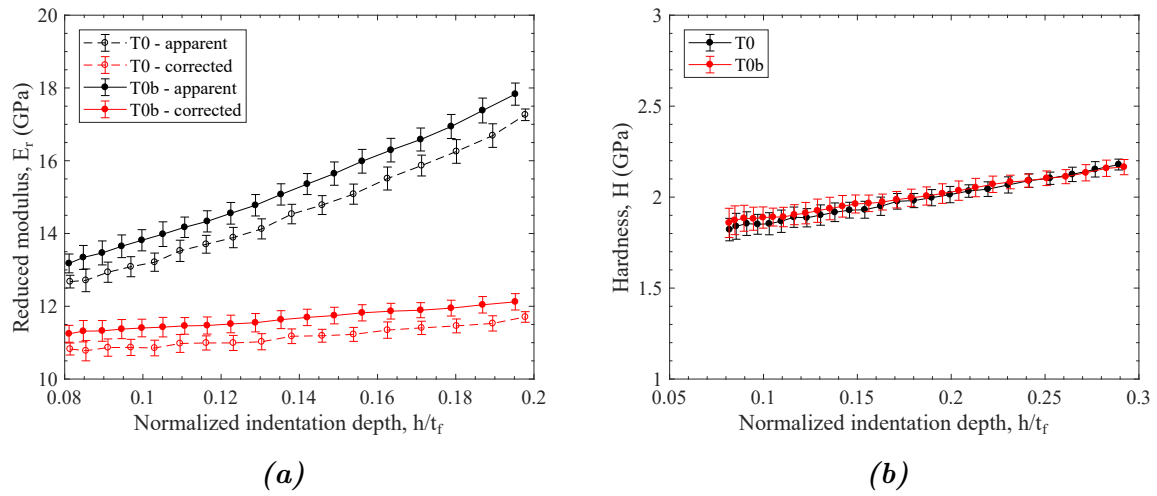 T0 - apparent
T0 - corrected
T0b - apparent
T0b - corrected
Reduced modulus, E_r (GPa)
20
18
16
14
12
10
0.08
0.1
0.12
0.14
0.16
0.18
0.2
Normalized indentation depth, h/t_f
(a)
T0
T0b
Hardness, H (GPa)
3
2.5
2
1.5
1
0.05
0.1
0.15
0.2
0.25
0.3
Normalized indentation depth, h/t_f
(b)